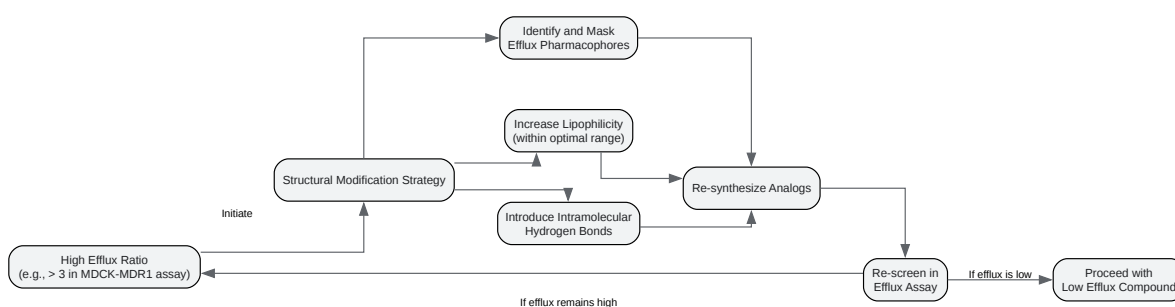 Identify and Mask
Efflux Pharmacophores
Increase Lipophilicity
(within optimal range)
Structural Modification Strategy
Re-synthesize Analogs
Introduce Intramolecular
Hydrogen Bonds
Initiate
High Efflux Ratio
(e.g., > 3 in MDCK-MDR1 assay)
Re-screen in
Efflux Assay
If efflux is low
Proceed with
Low Efflux Compound
If efflux remains high